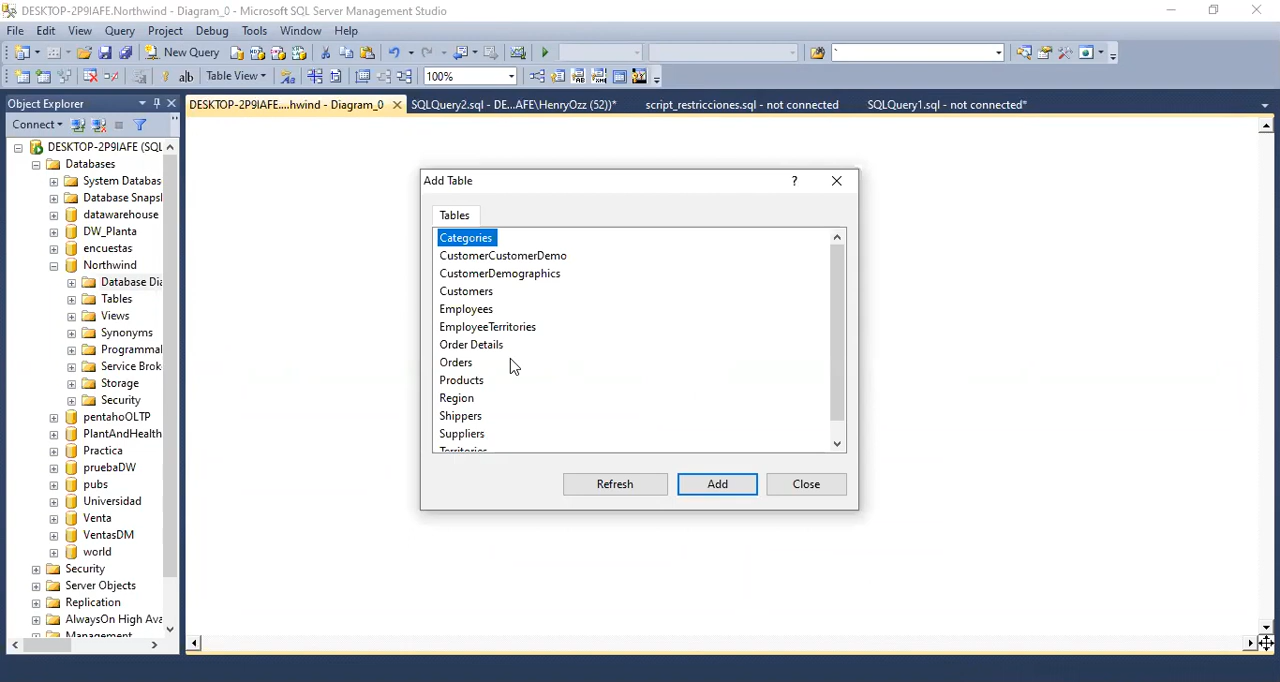 DESKTOP-2P9IAFE.Northwind - Diagram_0 - Microsoft SQL Server Management Studio
File Edit View Query Project Debug Tools Window Help
New Query
Table View 100%
Object Explorer
DESKTOP-2P9IAFE....hwind - Diagram_0 SQLQuery2.sql - DE...AFE\HenryOzz (52))* script_restricciones.sql - not connected SQLQuery1.sql - not connected*
Connect
DESKTOP-2P9IAFE (SQL
Databases
System Databas
Database Snaps
datawarehouse
DW_Planta
encuestas
Northwind
Database Dia
Tables
Views
Synonyms
Programmal
Service Brok
Storage
Security
pentahoOLTP
PlantAndHealth
Practica
pruebaDW
pubs
Universidad
Venta
VentasDM
world
Security
Server Objects
Replication
AlwaysOn High Ava
Management
Add Table ?
Tables
Categories
CustomerCustomerDemo
CustomerDemographics
Customers
Employees
EmployeeTerritories
Order Details
Orders
Products
Region
Shippers
Suppliers
Territories
Refresh Add Close